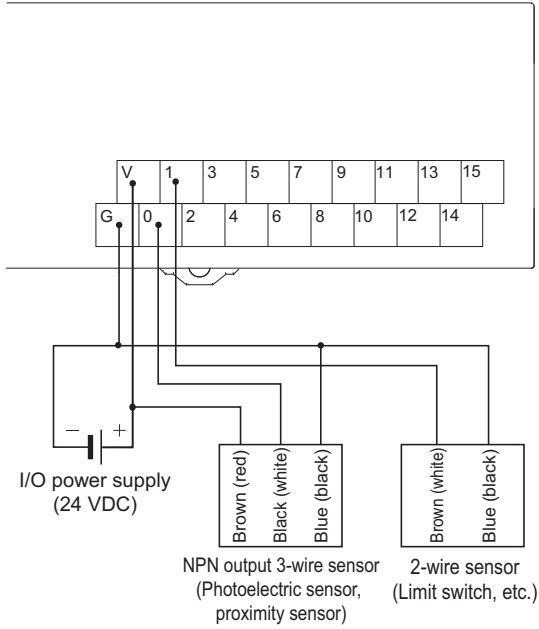 V 1 3 5 7 9 11 13 15
G 0 2 4 6 8 10 12 14
− +
I/O power supply
(24 VDC)
Brown (red)
Black (white)
Blue (black)
Brown (white)
Blue (black)
NPN output 3-wire sensor
(Photoelectric sensor,
proximity sensor)
2-wire sensor
(Limit switch, etc.)